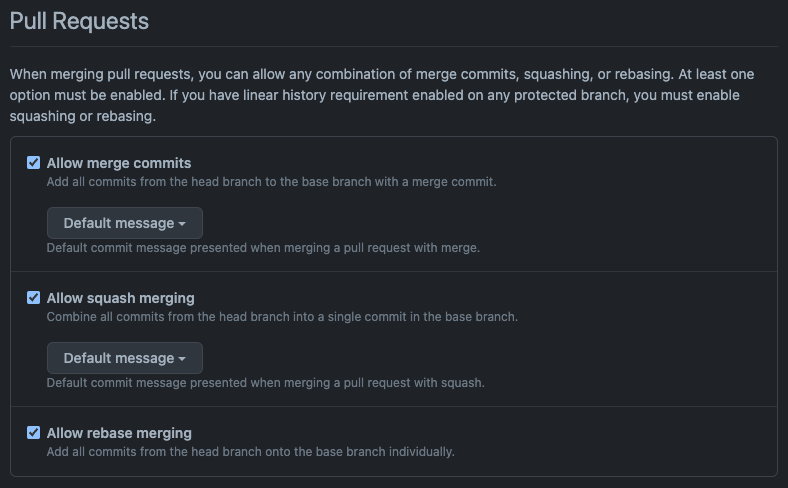 Pull Requests
When merging pull requests, you can allow any combination of merge commits, squashing, or rebasing. At least one
option must be enabled. If you have linear history requirement enabled on any protected branch, you must enable
squashing or rebasing.
Allow merge commits
Add all commits from the head branch to the base branch with a merge commit.
Default message
Default commit message presented when merging a pull request with merge.
Allow squash merging
Combine all commits from the head branch into a single commit in the base branch.
Default message
Default commit message presented when merging a pull request with squash.
Allow rebase merging
Add all commits from the head branch onto the base branch individually.